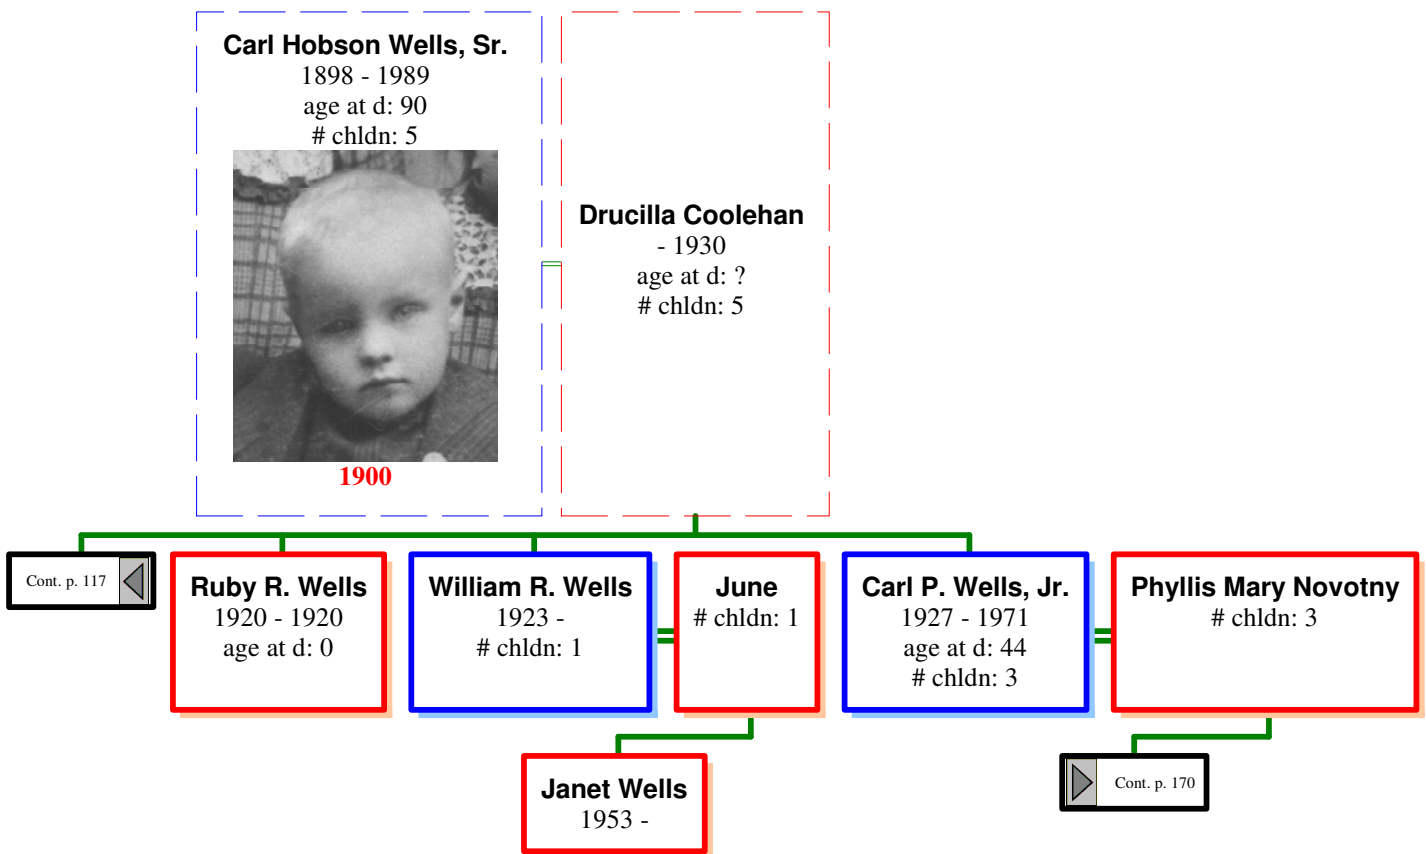 Carl Hobson Wells, Sr.
1898 - 1989
age at d: 90
# chldn: 5
1900
Drucilla Coolehan
- 1930
age at d: ?
# chldn: 5
Cont. p. 117
Ruby R. Wells
1920 - 1920
age at d: 0
William R. Wells
1923 -
# chldn: 1
June
# chldn: 1
Carl P. Wells, Jr.
1927 - 1971
age at d: 44
# chldn: 3
Phyllis Mary Novotny
# chldn: 3
Janet Wells
1953 -
Cont. p. 170